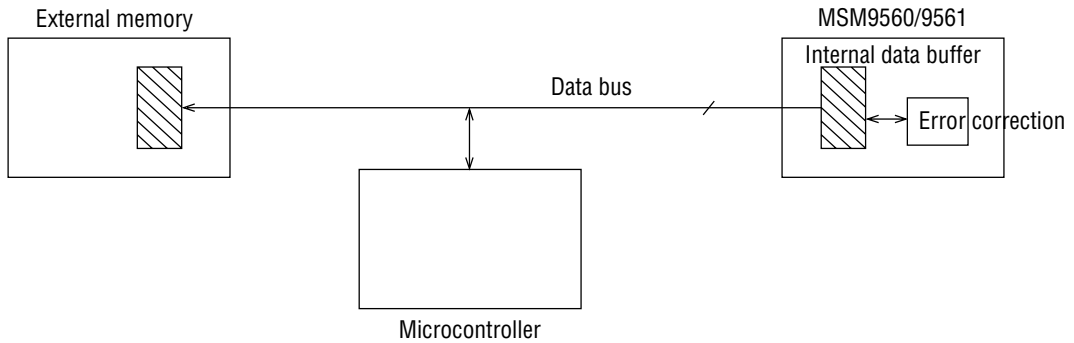 External memory
MSM9560/9561
Internal data buffer
Data bus
Error correction
Microcontroller